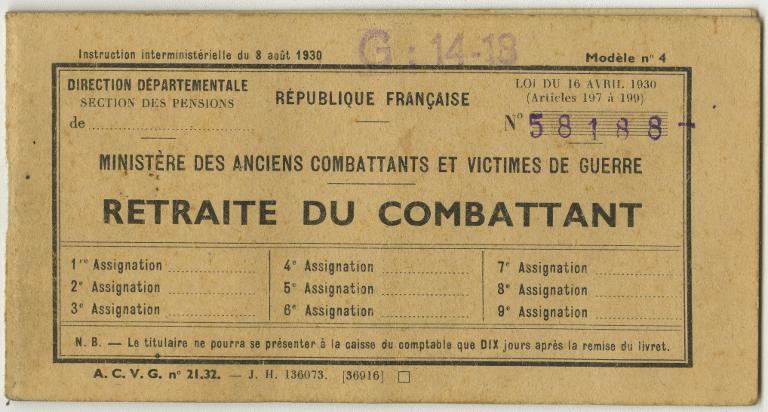 G : 14-18
Instruction interministérielle du 8 août 1930
Modèle n° 4
DIRECTION DÉPARTEMENTALE
SECTION DES PENSIONS
de
RÉPUBLIQUE FRANÇAISE
LOI DU 16 AVRIL 1930
(Articles 197 à 199)
N° 58188
MINISTÈRE DES ANCIENS COMBATTANTS ET VICTIMES DE GUERRE
RETRAITE DU COMBATTANT
1re Assignation
2e Assignation
3e Assignation
4e Assignation
5e Assignation
6e Assignation
7e Assignation
8e Assignation
9e Assignation
N. B. — Le titulaire ne pourra se présenter à la caisse du comptable que DIX jours après la remise du livret.
A. C. V. G. n° 21.32. — J. H. 136073. [36916]